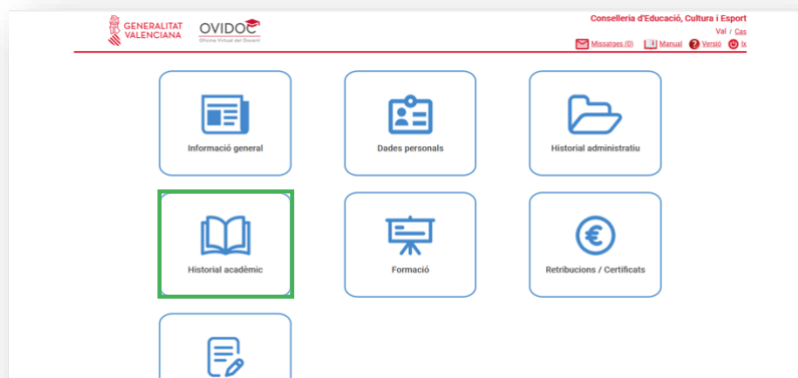 GENERALITAT
VALENCIANA
OVIDOC
Oficina Virtual del Docent
Conselleria d'Educació, Cultura i Esport
Val / Cas
Missatges (0) Manual Versió Ix
Informació general
Dades personals
Historial administratiu
Historial acadèmic
Formació
Retribucions / Certificats